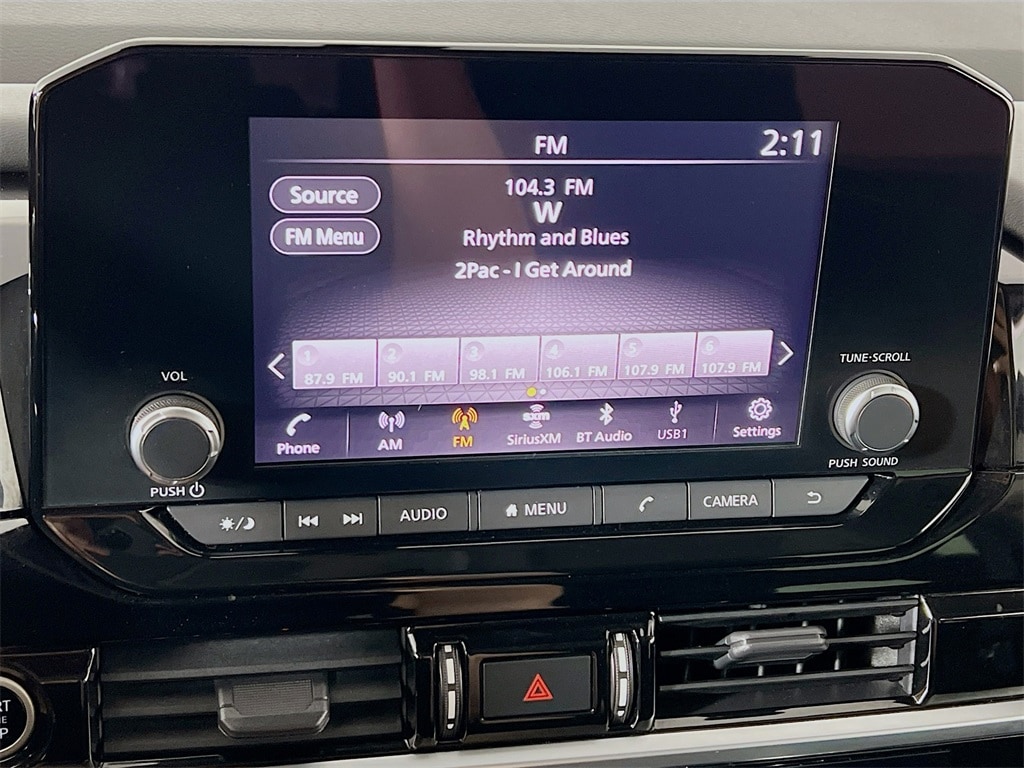 FM 2:11
Source
104.3 FM
W
FM Menu
Rhythm and Blues
2Pac - I Get Around
1 2 3 4 5 6
87.9 FM 90.1 FM 98.1 FM 106.1 FM 107.9 FM 107.9 FM
Phone AM FM SiriusXM BT Audio USB1 Settings
sxm
VOL
PUSH
TUNE·SCROLL
PUSH SOUND
AUDIO MENU CAMERA